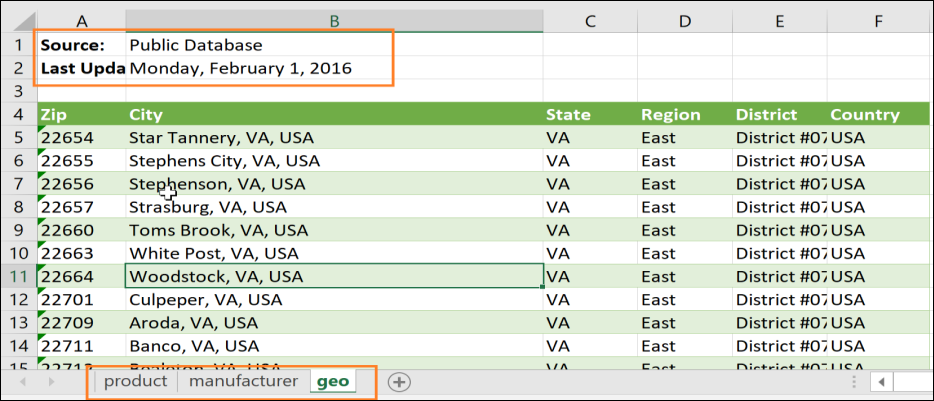 A B C D E F
1 Source: Public Database
2 Last Upda Monday, February 1, 2016
3
4 Zip City State Region District Country
5 22654 Star Tannery, VA, USA VA East District #07 USA
6 22655 Stephens City, VA, USA VA East District #07 USA
7 22656 Stephenson, VA, USA VA East District #07 USA
8 22657 Strasburg, VA, USA VA East District #07 USA
9 22660 Toms Brook, VA, USA VA East District #07 USA
10 22663 White Post, VA, USA VA East District #07 USA
11 22664 Woodstock, VA, USA VA East District #07 USA
12 22701 Culpeper, VA, USA VA East District #07 USA
13 22709 Aroda, VA, USA VA East District #07 USA
14 22711 Banco, VA, USA VA East District #07 USA
15 VA, USA VA East District #07 USA
product manufacturer geo